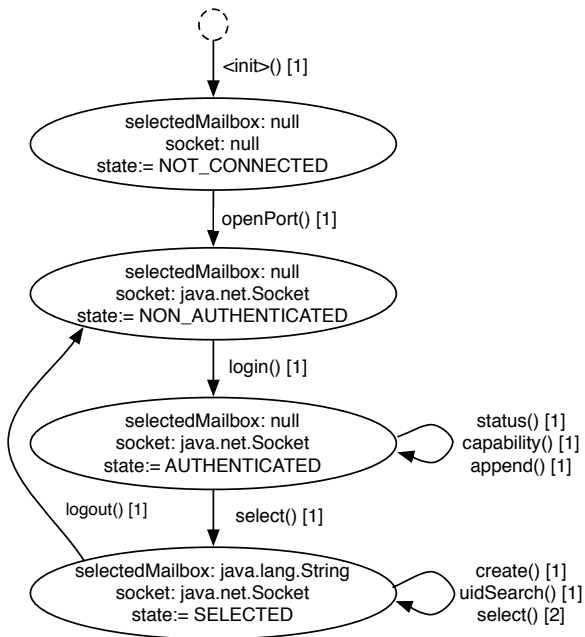 <init>() [1]
selectedMailbox: null
socket: null
state:= NOT_CONNECTED
openPort() [1]
selectedMailbox: null
socket: java.net.Socket
state:= NON_AUTHENTICATED
login() [1]
selectedMailbox: null
socket: java.net.Socket
state:= AUTHENTICATED
status() [1]
capability() [1]
append() [1]
logout() [1]
select() [1]
selectedMailbox: java.lang.String
socket: java.net.Socket
state:= SELECTED
create() [1]
uidSearch() [1]
select() [2]